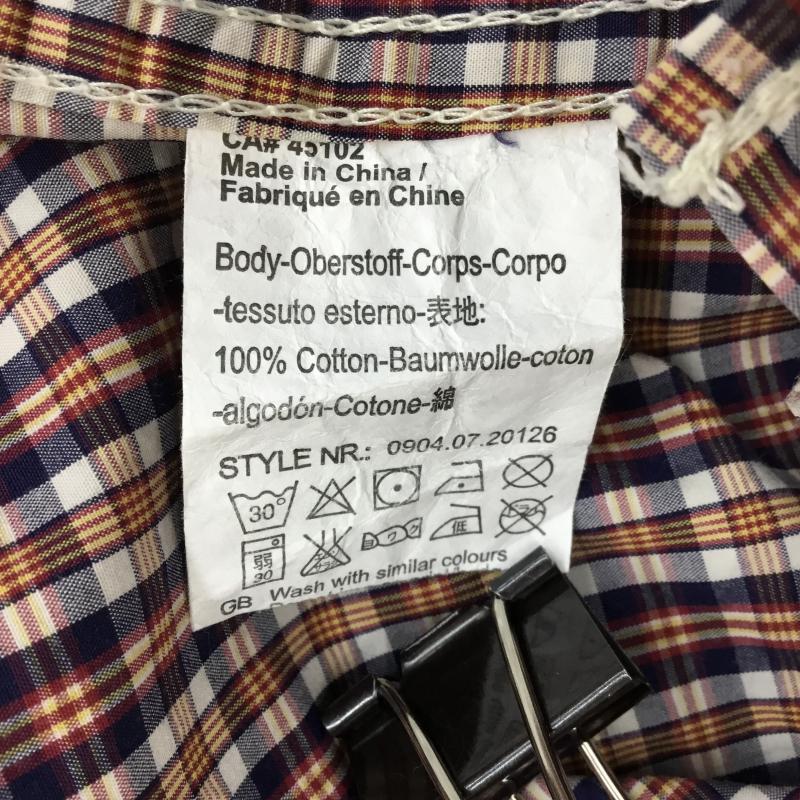 CA# 45102
Made in China /
Fabriqué en Chine
Body-Oberstoff-Corps-Corpo
-tessuto esterno-表地:
100% Cotton-Baumwolle-coton
-algodón-Cotone-綿
STYLE NR.: 0904.07.20126
30°
弱 30 低
GB Wash with similar colours